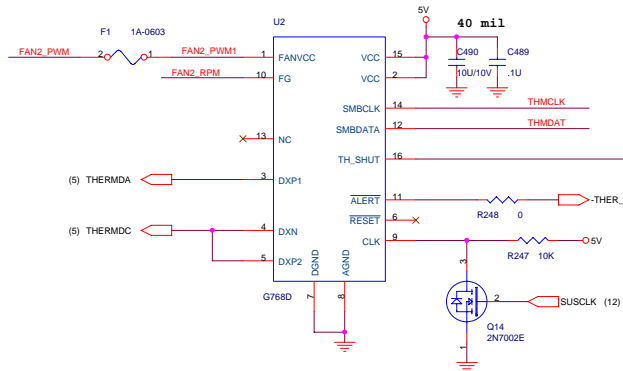 5V
40 mil
F1 1A-0603
U2
FAN2_PWM 2 1 FAN2_PWM1 1 FANVCC VCC 15
C490 C489
FAN2_RPM 10 FG VCC 2
10U/10V .1U
SMBCLK 14 THMCLK
13 NC SMBDATA 12 THMDAT
TH_SHUT 16
(5) THERMDA 3 DXP1
ALERT 11 -THER_
R248 0
RESET 6
(5) THERMDC 4 DXN CLK 9 5V
R247 10K
5 DXP2
DGND AGND
3
G768D 7 8
2 SUSCLK (12)
Q14
2N7002E
1